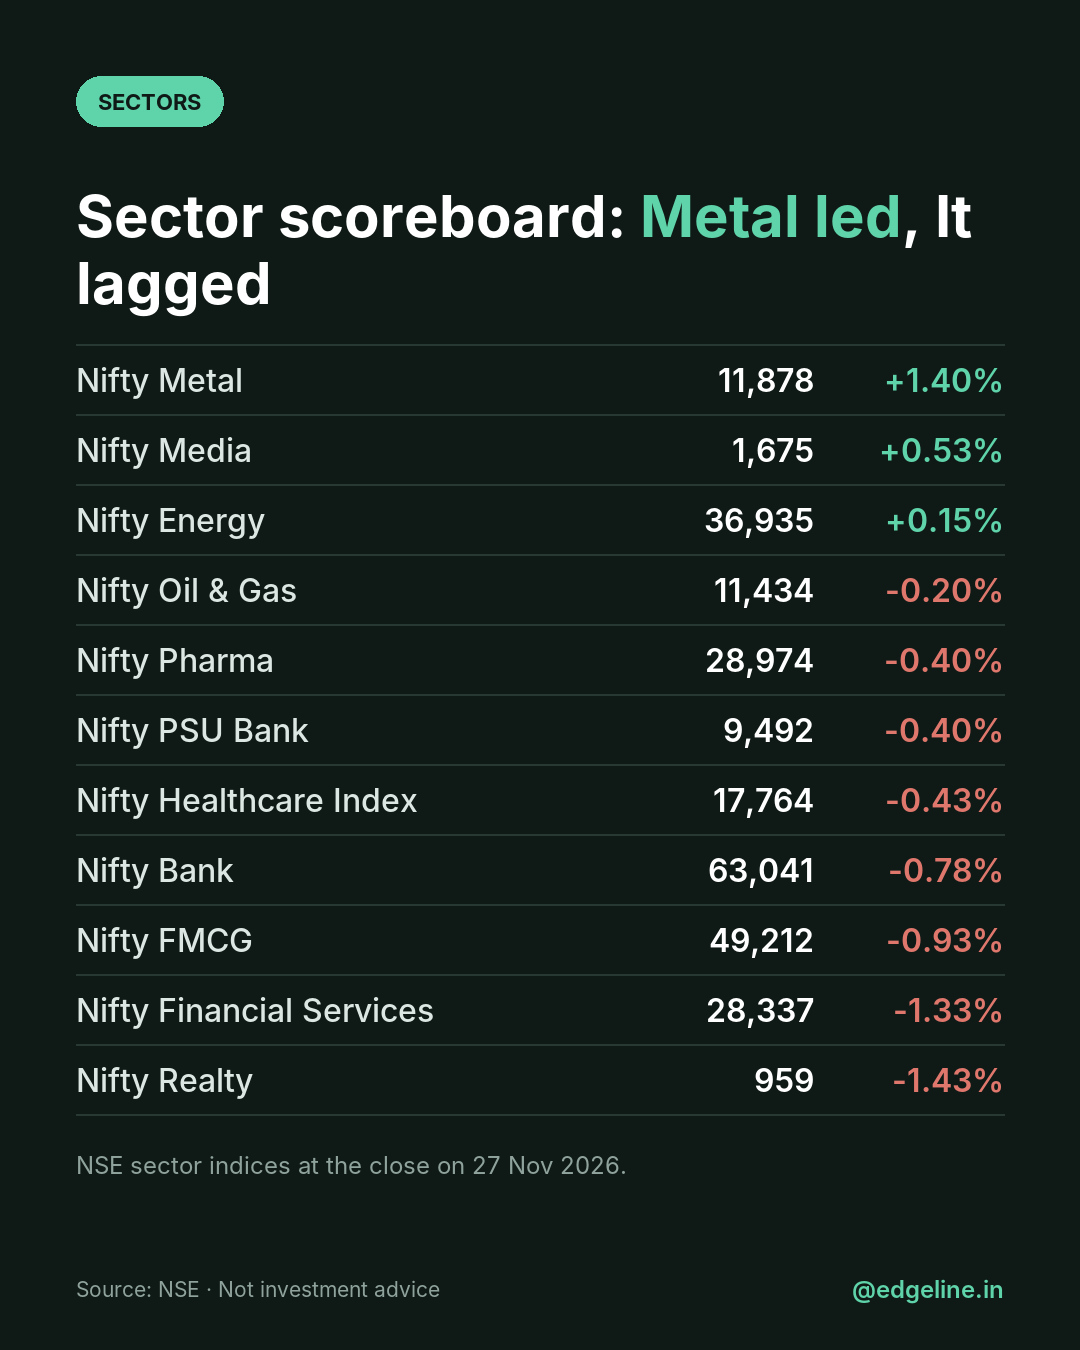 SECTORS
Sector scoreboard: Metal led, It
lagged
Nifty Metal 11,878 +1.40%
Nifty Media 1,675 +0.53%
Nifty Energy 36,935 +0.15%
Nifty Oil & Gas 11,434 -0.20%
Nifty Pharma 28,974 -0.40%
Nifty PSU Bank 9,492 -0.40%
Nifty Healthcare Index 17,764 -0.43%
Nifty Bank 63,041 -0.78%
Nifty FMCG 49,212 -0.93%
Nifty Financial Services 28,337 -1.33%
Nifty Realty 959 -1.43%
NSE sector indices at the close on 27 Nov 2026.
Source: NSE · Not investment advice @edgeline.in